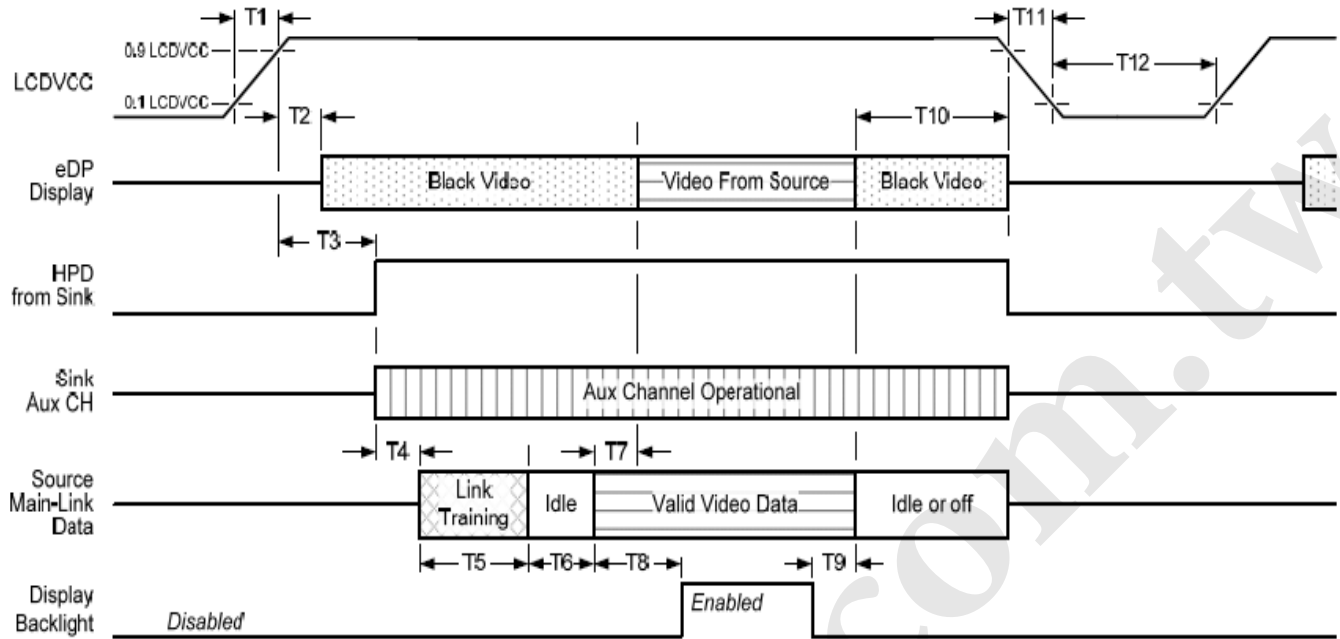 T1
T11
0.9 LCDVCC
LCDVCC
T12
0.1 LCDVCC
T2
T10
eDP
Display
Black Video
Video From Source
Black Video
T3
HPD
from Sink
Sink
Aux CH
Aux Channel Operational
T4
T7
Source
Main-Link
Data
Link
Training
Idle
Valid Video Data
Idle or off
T5
T6
T8
T9
Display
Backlight
Disabled
Enabled
com.tw